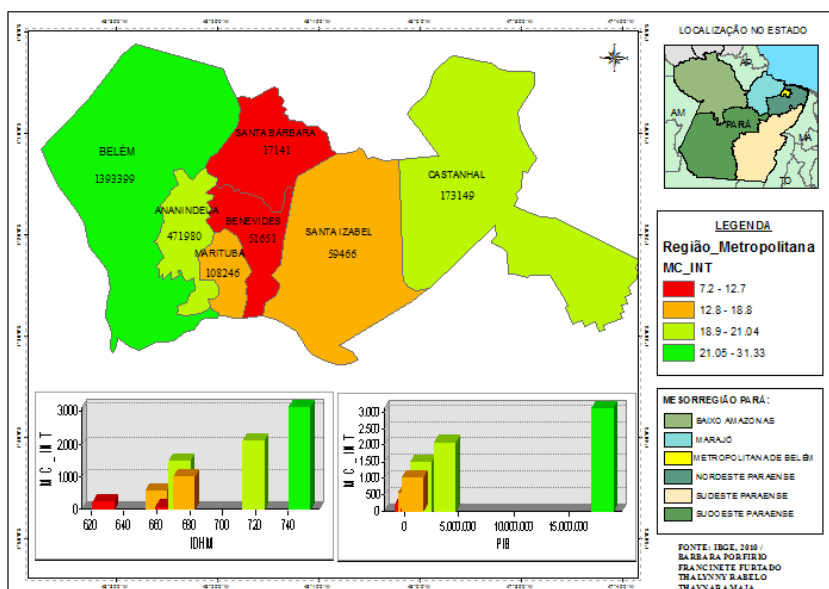 LOCALIZAÇÃO NO ESTADO
AP
AM
PARÁ
MA
TO
SANTA BÁRBARA
17141
BELÉM
1393399
CASTANHAL
173149
ANANINDEUA
471980
BENEVIDES
51651
SANTA IZABEL
59466
MARITUBA
108246
LEGENDA
Região_Metropolitana
MC_INT
7.2 - 12.7
12.8 - 18.8
18.9 - 21.04
21.05 - 31.33
MESORREGIÃO PARÁ:
BAIXO AMAZONAS
MARAJÓ
METROPOLITANA DE BELÉM
NORDESTE PARAENSE
SUDESTE PARAENSE
SUDOESTE PARAENSE
MC_INT
3.000
2.000
1000
0
620 640 660 680 700 720 740
IDHM
MC_INT
3.000
2.500
2.000
1.500
1.000
500
0
0 5.000.000 10.000.000 15.000.000
PIB
FONTE: IBGE, 2010 /
BARBARA PORFIRIO
FRANCINETE FURTADO
THALYNNY RABELO
THAYNARA MAIA